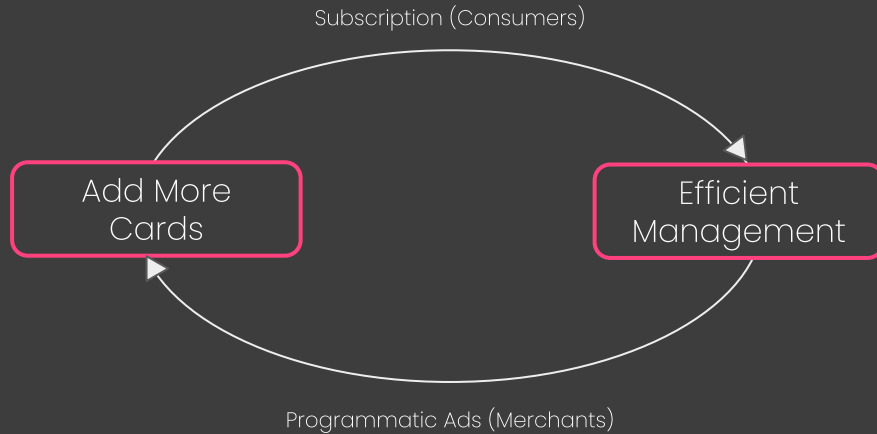 Subscription (Consumers)
Add More
Cards
Efficient
Management
Programmatic Ads (Merchants)